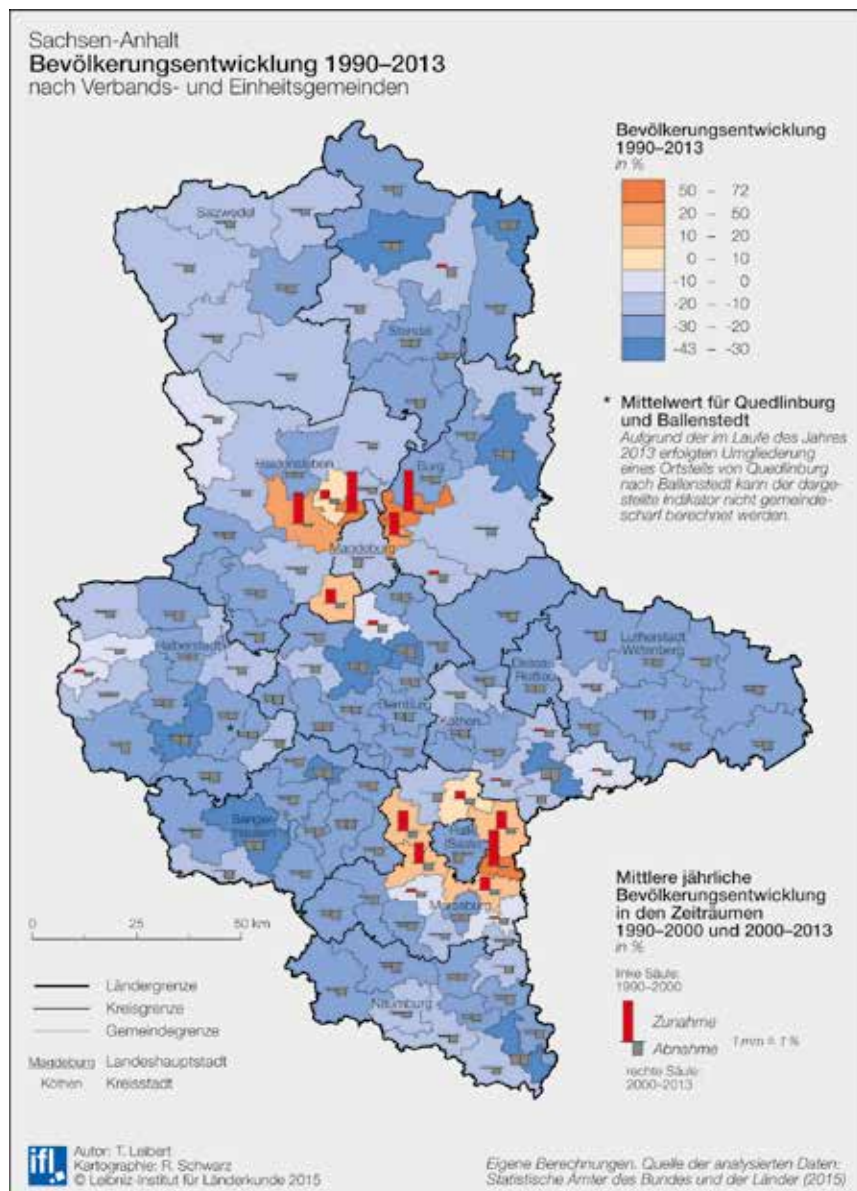 Sachsen-Anhalt
Bevölkerungsentwicklung 1990–2013
nach Verbands- und Einheitsgemeinden
Bevölkerungsentwicklung
1990–2013
in %
50 – 72
20 – 50
10 – 20
0 – 10
-10 – 0
-20 – -10
-30 – -20
-43 – -30
* Mittelwert für Quedlinburg
und Ballenstedt
Aufgrund der im Laufe des Jahres
2013 erfolgten Umgliederung
eines Ortsteils von Quedlinburg
nach Ballenstedt kann der darge-
stellte Indikator nicht gemeinde-
scharf berechnet werden.
Salzwedel
Stendal
Haldensleben
Burg
Magdeburg
Halberstadt
Lutherstadt
Wittenberg
Dessau-
Roßlau
Bernburg
Köthen
*
Sanger-
hausen
Halle
(Saale)
Merseburg
Naumburg
Mittlere jährliche
Bevölkerungsentwicklung
in den Zeiträumen
1990–2000 und 2000–2013
in %
linke Säule:
1990–2000
Zunahme
Abnahme
1 mm = 1 %
rechte Säule:
2000–2013
0 25 50 km
Ländergrenze
Kreisgrenze
Gemeindegrenze
Magdeburg Landeshauptstadt
Köthen Kreisstadt
ifl
Autor: T. Leibert
Kartographie: R. Schwarz
© Leibniz-Institut für Länderkunde 2015
Eigene Berechnungen. Quelle der analysierten Daten:
Statistische Ämter des Bundes und der Länder (2015)